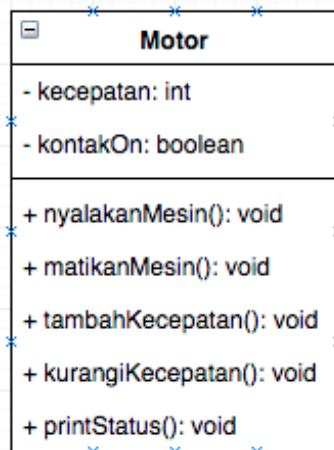 Motor
- kecepatan: int
- kontakOn: boolean
+ nyalakanMesin(): void
+ matikanMesin(): void
+ tambahKecepatan(): void
+ kurangiKecepatan(): void
+ printStatus(): void